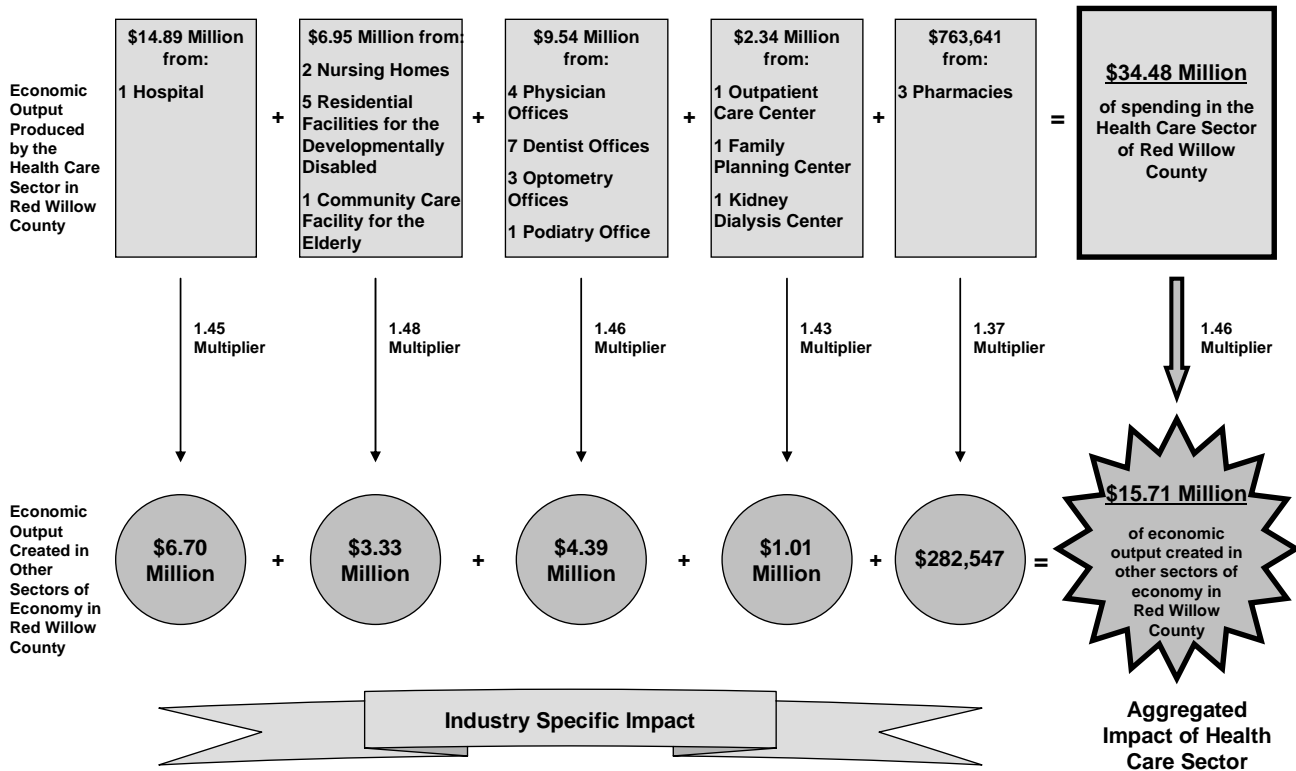 Economic
Output
Produced
by the
Health Care
Sector in
Red Willow
County
$14.89 Million
from:
1 Hospital
+
$6.95 Million from:
2 Nursing Homes
5 Residential
Facilities for the
Developmentally
Disabled
1 Community Care
Facility for the
Elderly
+
$9.54 Million
from:
4 Physician
Offices
7 Dentist Offices
3 Optometry
Offices
1 Podiatry Office
+
$2.34 Million
from:
1 Outpatient
Care Center
1 Family
Planning Center
1 Kidney
Dialysis Center
+
$763,641
from:
3 Pharmacies
=
$34.48 Million
of spending in the
Health Care Sector
of Red Willow
County
1.45
Multiplier
1.48
Multiplier
1.46
Multiplier
1.43
Multiplier
1.37
Multiplier
1.46
Multiplier
Economic
Output
Created in
Other
Sectors of
Economy in
Red Willow
County
$6.70
Million
+
$3.33
Million
+
$4.39
Million
+
$1.01
Million
+
$282,547
=
$15.71 Million
of economic
output created in
other sectors of
economy in
Red Willow
County
Industry Specific Impact
Aggregated
Impact of Health
Care Sector